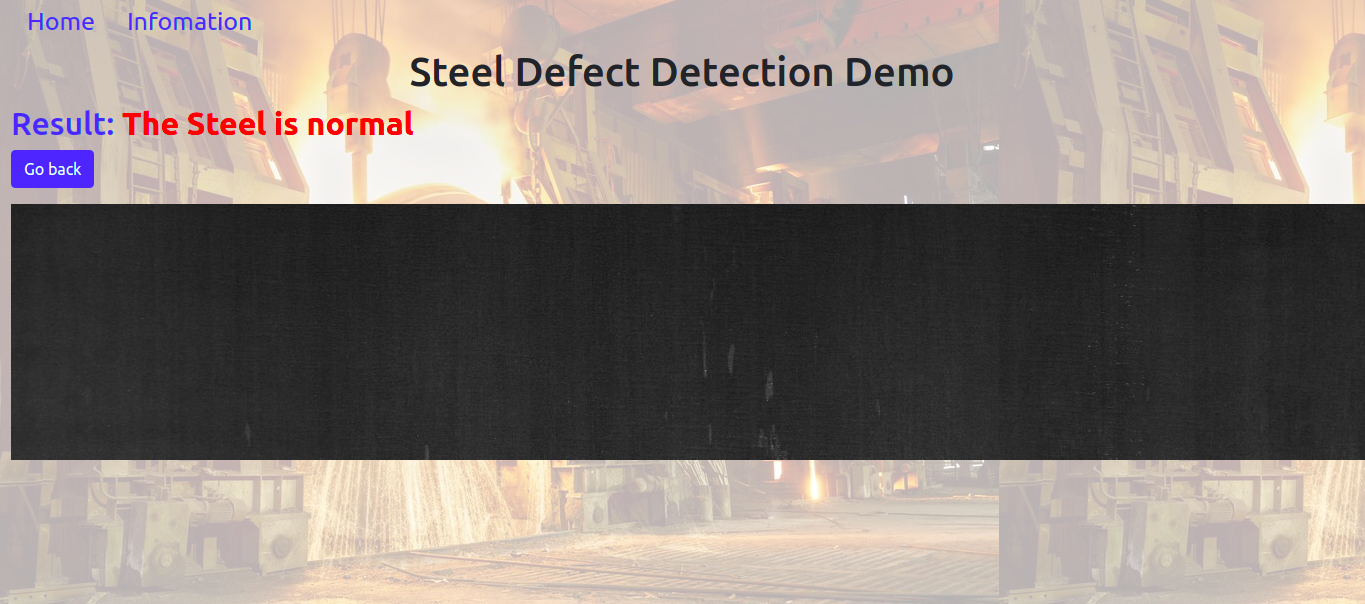 Home Infomation
Steel Defect Detection Demo
Result: The Steel is normal
Go back